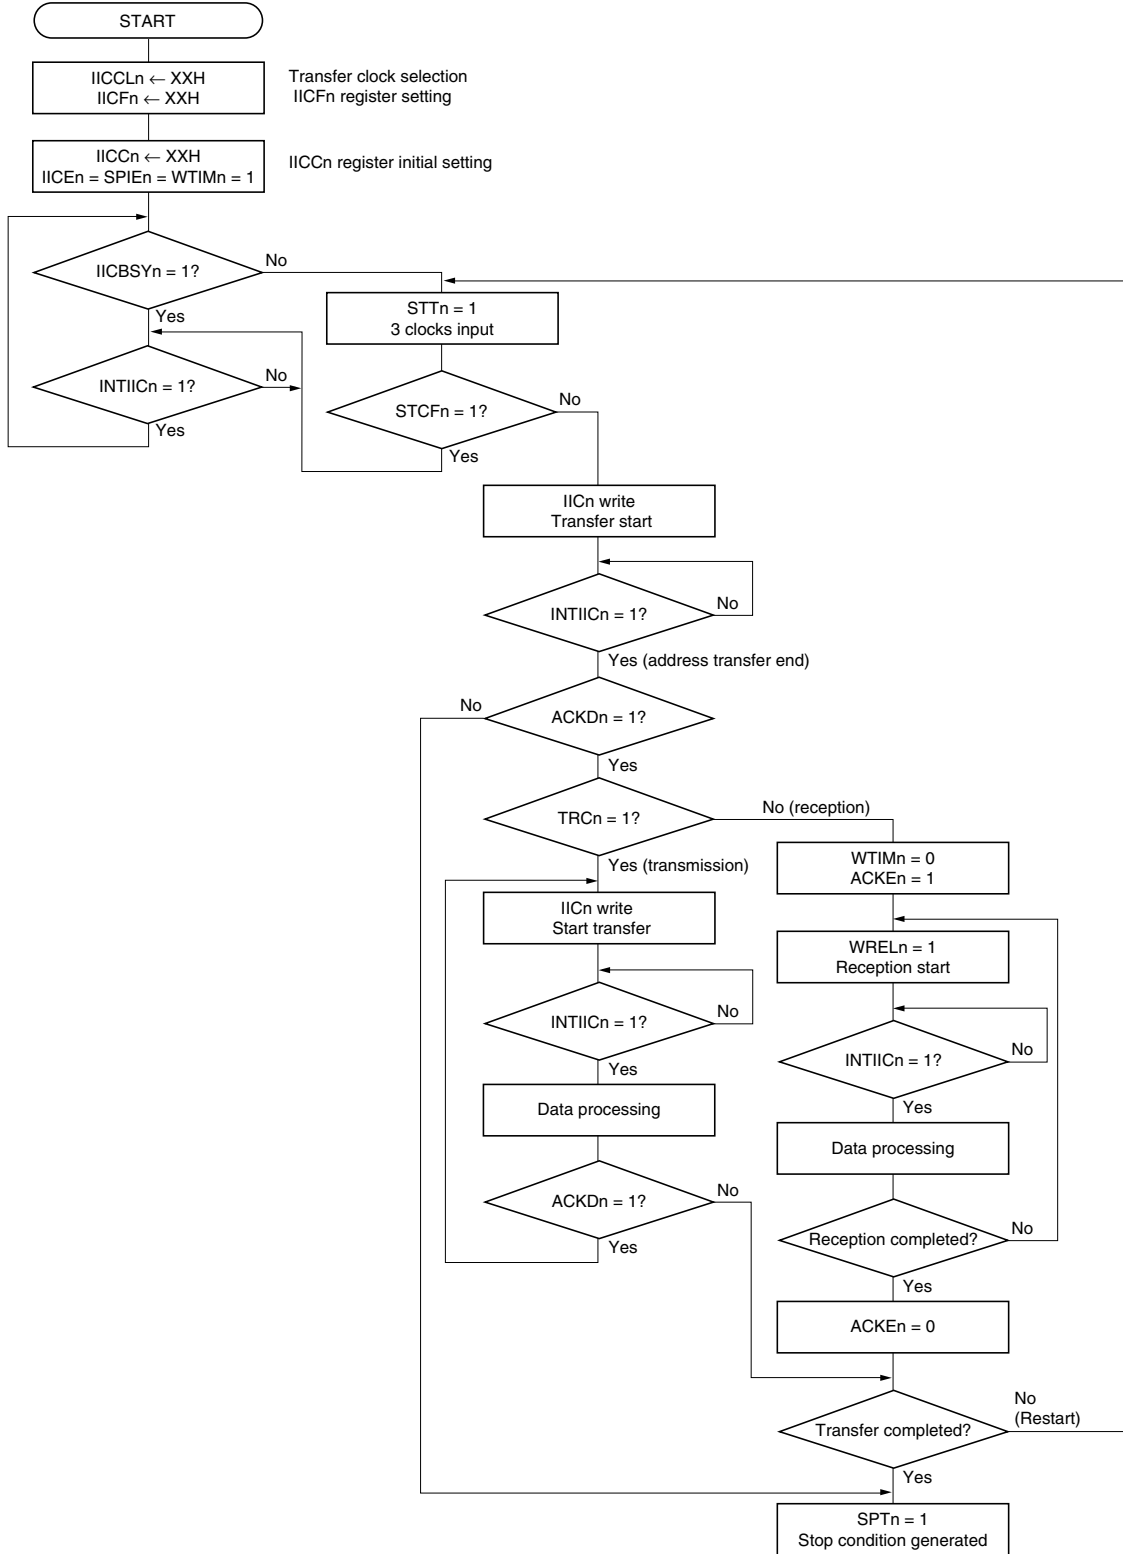 START
IICCLn ← XXH
IICFn ← XXH
Transfer clock selection
IICFn register setting
IICCn ← XXH
IICEn = SPIEn = WTIMn = 1
IICCn register initial setting
IICBSYn = 1?
No
Yes
STTn = 1
3 clocks input
INTIICn = 1?
No
Yes
STCFn = 1?
No
Yes
IICn write
Transfer start
INTIICn = 1?
No
Yes (address transfer end)
No
ACKDn = 1?
Yes
TRCn = 1?
No (reception)
Yes (transmission)
WTIMn = 0
ACKEn = 1
IICn write
Start transfer
WRELn = 1
Reception start
INTIICn = 1?
No
Yes
INTIICn = 1?
No
Yes
Data processing
Data processing
ACKDn = 1?
No
Yes
Reception completed?
No
Yes
ACKEn = 0
Transfer completed?
No
(Restart)
Yes
SPTn = 1
Stop condition generated